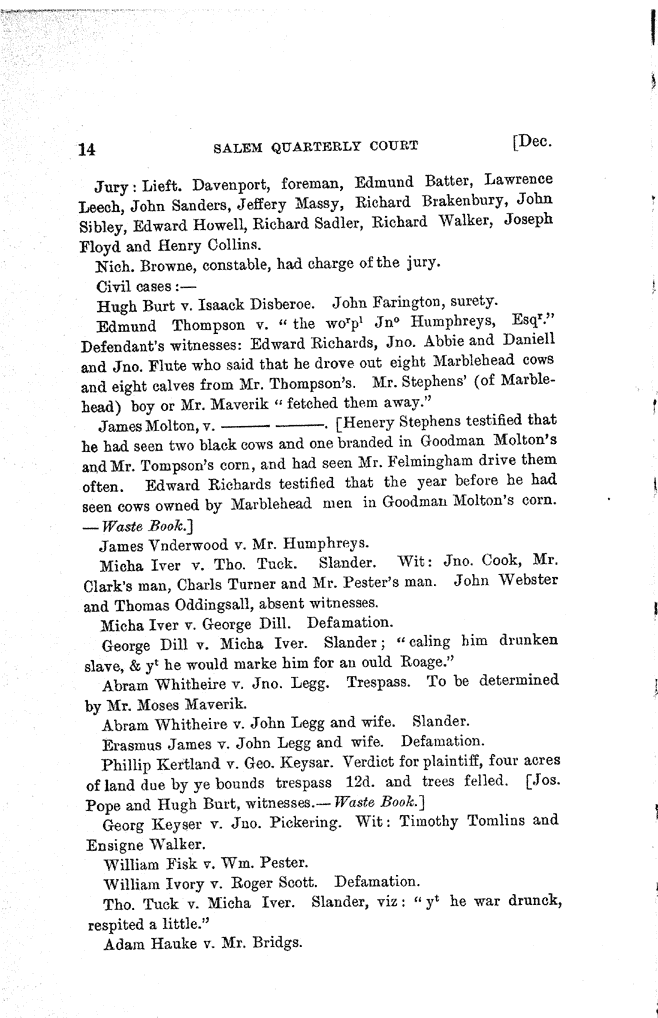 14 SALEM QUARTERLY COURT [Dec.
Jury: Lieft. Davenport, foreman, Edmund Batter, Lawrence
Leech, John Sanders, Jeffery Massy, Richard Brakenbury, John
Sibley, Edward Howell, Richard Sadler, Richard Walker, Joseph
Floyd and Henry Collins.
Nich. Browne, constable, had charge of the jury.
Civil cases:—
Hugh Burt v. Isaack Disberoe. John Farington, surety.
Edmund Thompson v. "the woʳpˡ Jnᵒ Humphreys, Esqʳ."
Defendant's witnesses: Edward Richards, Jno. Abbie and Daniell
and Jno. Flute who said that he drove out eight Marblehead cows
and eight calves from Mr. Thompson's. Mr. Stephens' (of Marble-
head) boy or Mr. Maverik "fetched them away."
James Molton, v. ——— ———. [Henery Stephens testified that
he had seen two black cows and one branded in Goodman Molton's
and Mr. Tompson's corn, and had seen Mr. Felmingham drive them
often. Edward Richards testified that the year before he had
seen cows owned by Marblehead men in Goodman Molton's corn.
—Waste Book.]
James Vnderwood v. Mr. Humphreys.
Micha Iver v. Tho. Tuck. Slander. Wit: Jno. Cook, Mr.
Clark's man, Charls Turner and Mr. Pester's man. John Webster
and Thomas Oddingsall, absent witnesses.
Micha Iver v. George Dill. Defamation.
George Dill v. Micha Iver. Slander; "caling him drunken
slave, & yᵗ he would marke him for an ould Roage."
Abram Whitheire v. Jno. Legg. Trespass. To be determined
by Mr. Moses Maverik.
Abram Whitheire v. John Legg and wife. Slander.
Erasmus James v. John Legg and wife. Defamation.
Phillip Kertland v. Geo. Keysar. Verdict for plaintiff, four acres
of land due by ye bounds trespass 12d. and trees felled. [Jos.
Pope and Hugh Burt, witnesses.—Waste Book.]
Georg Keyser v. Jno. Pickering. Wit: Timothy Tomlins and
Ensigne Walker.
William Fisk v. Wm. Pester.
William Ivory v. Roger Scott. Defamation.
Tho. Tuck v. Micha Iver. Slander, viz: "yᵗ he war drunck,
respited a little."
Adam Hauke v. Mr. Bridgs.